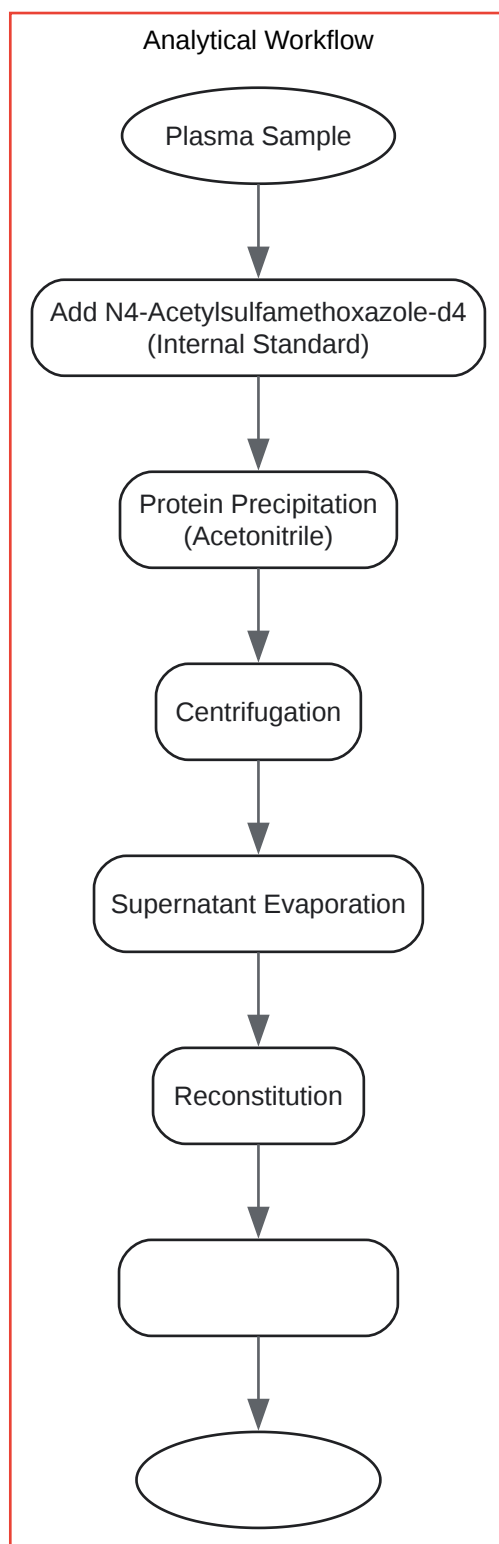 Analytical Workflow
Plasma Sample
Add N4-Acetylsulfamethoxazole-d4
(Internal Standard)
Protein Precipitation
(Acetonitrile)
Centrifugation
Supernatant Evaporation
Reconstitution